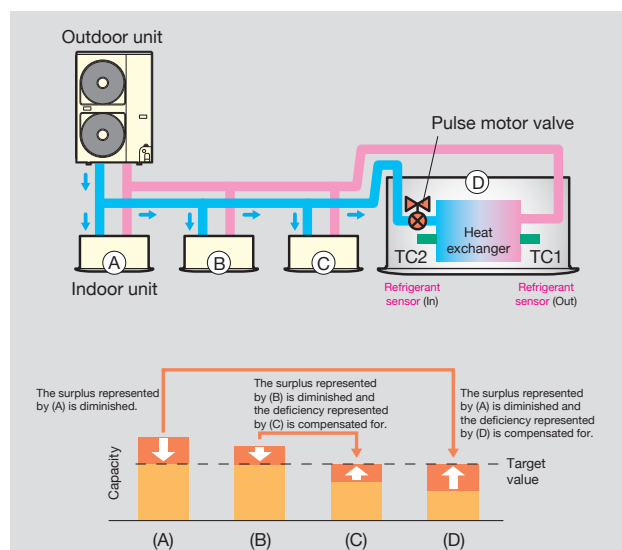 Outdoor unit
Pulse motor valve
D
Heat
exchanger
TC2
TC1
A
B
C
Indoor unit
Refrigerant
sensor (In)
Refrigerant
sensor (Out)
The surplus represented
by (A) is diminished.
The surplus represented
by (B) is diminished and
the deficiency represented
by (C) is compensated for.
The surplus represented
by (A) is diminished and
the deficiency represented
by (D) is compensated for.
Capacity
Target
value
(A)
(B)
(C)
(D)